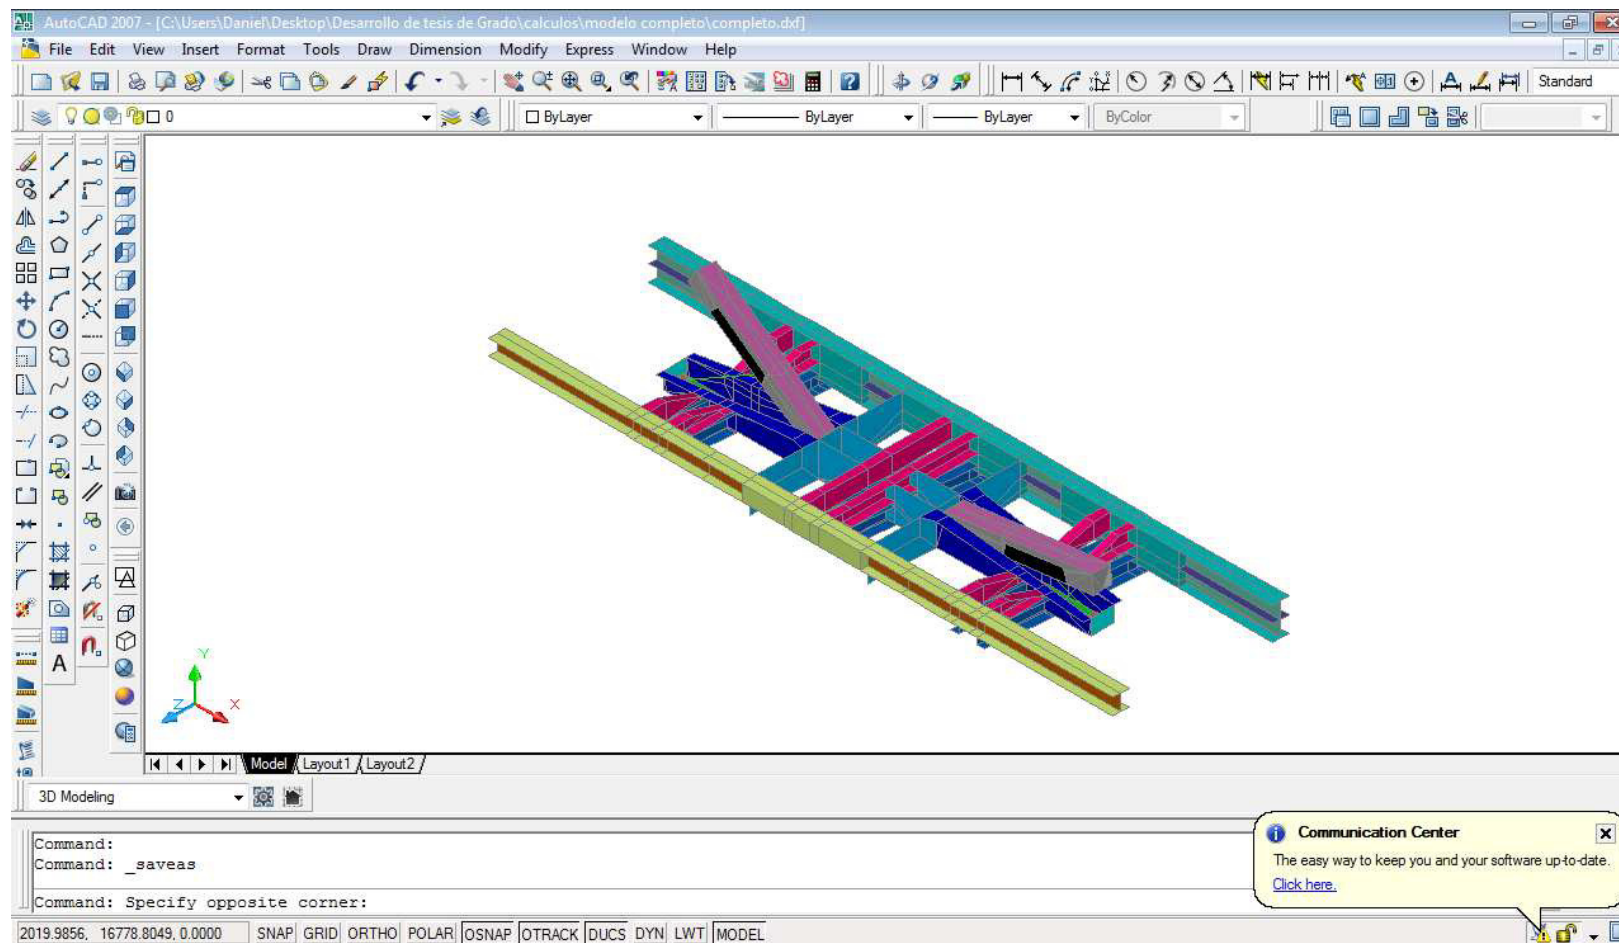 AutoCAD 2007 - [C:\Users\Daniel\Desktop\Desarrollo de tesis de Grado\calculos\modelo completo\completo.dxf]
File Edit View Insert Format Tools Draw Dimension Modify Express Window Help
Standard
0 ByLayer ByLayer ByLayer ByColor
A
Y
Z X
Model Layout1 Layout2
3D Modeling
Communication Center
The easy way to keep you and your software up-to-date.
Click here.
Command:
Command: _saveas
Command: Specify opposite corner:
2019.9856, 16778.8049, 0.0000 SNAP GRID ORTHO POLAR OSNAP OTRACK DUCS DYN LWT MODEL